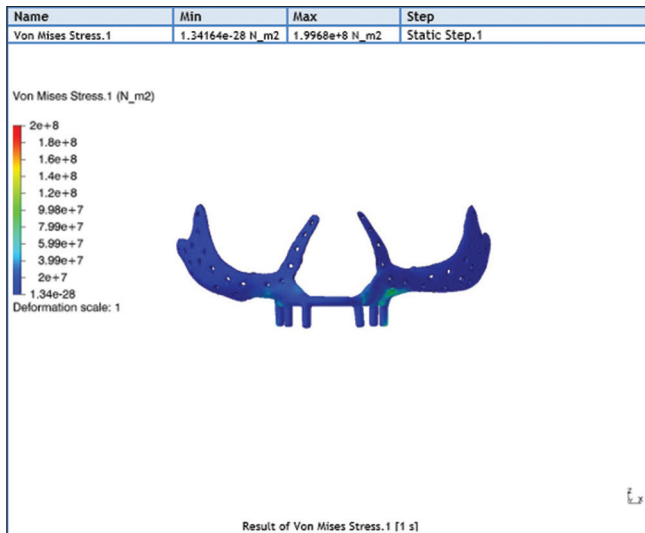 Name Min Max Step
Von Mises Stress.1 1.34164e-28 N_m2 1.9968e+8 N_m2 Static Step.1
Von Mises Stress.1 (N_m2)
2e+8
1.8e+8
1.6e+8
1.4e+8
1.2e+8
9.98e+7
7.99e+7
5.99e+7
3.99e+7
2e+7
1.34e-28
Deformation scale: 1
Z
Y X
Result of Von Mises Stress.1 [1 s]